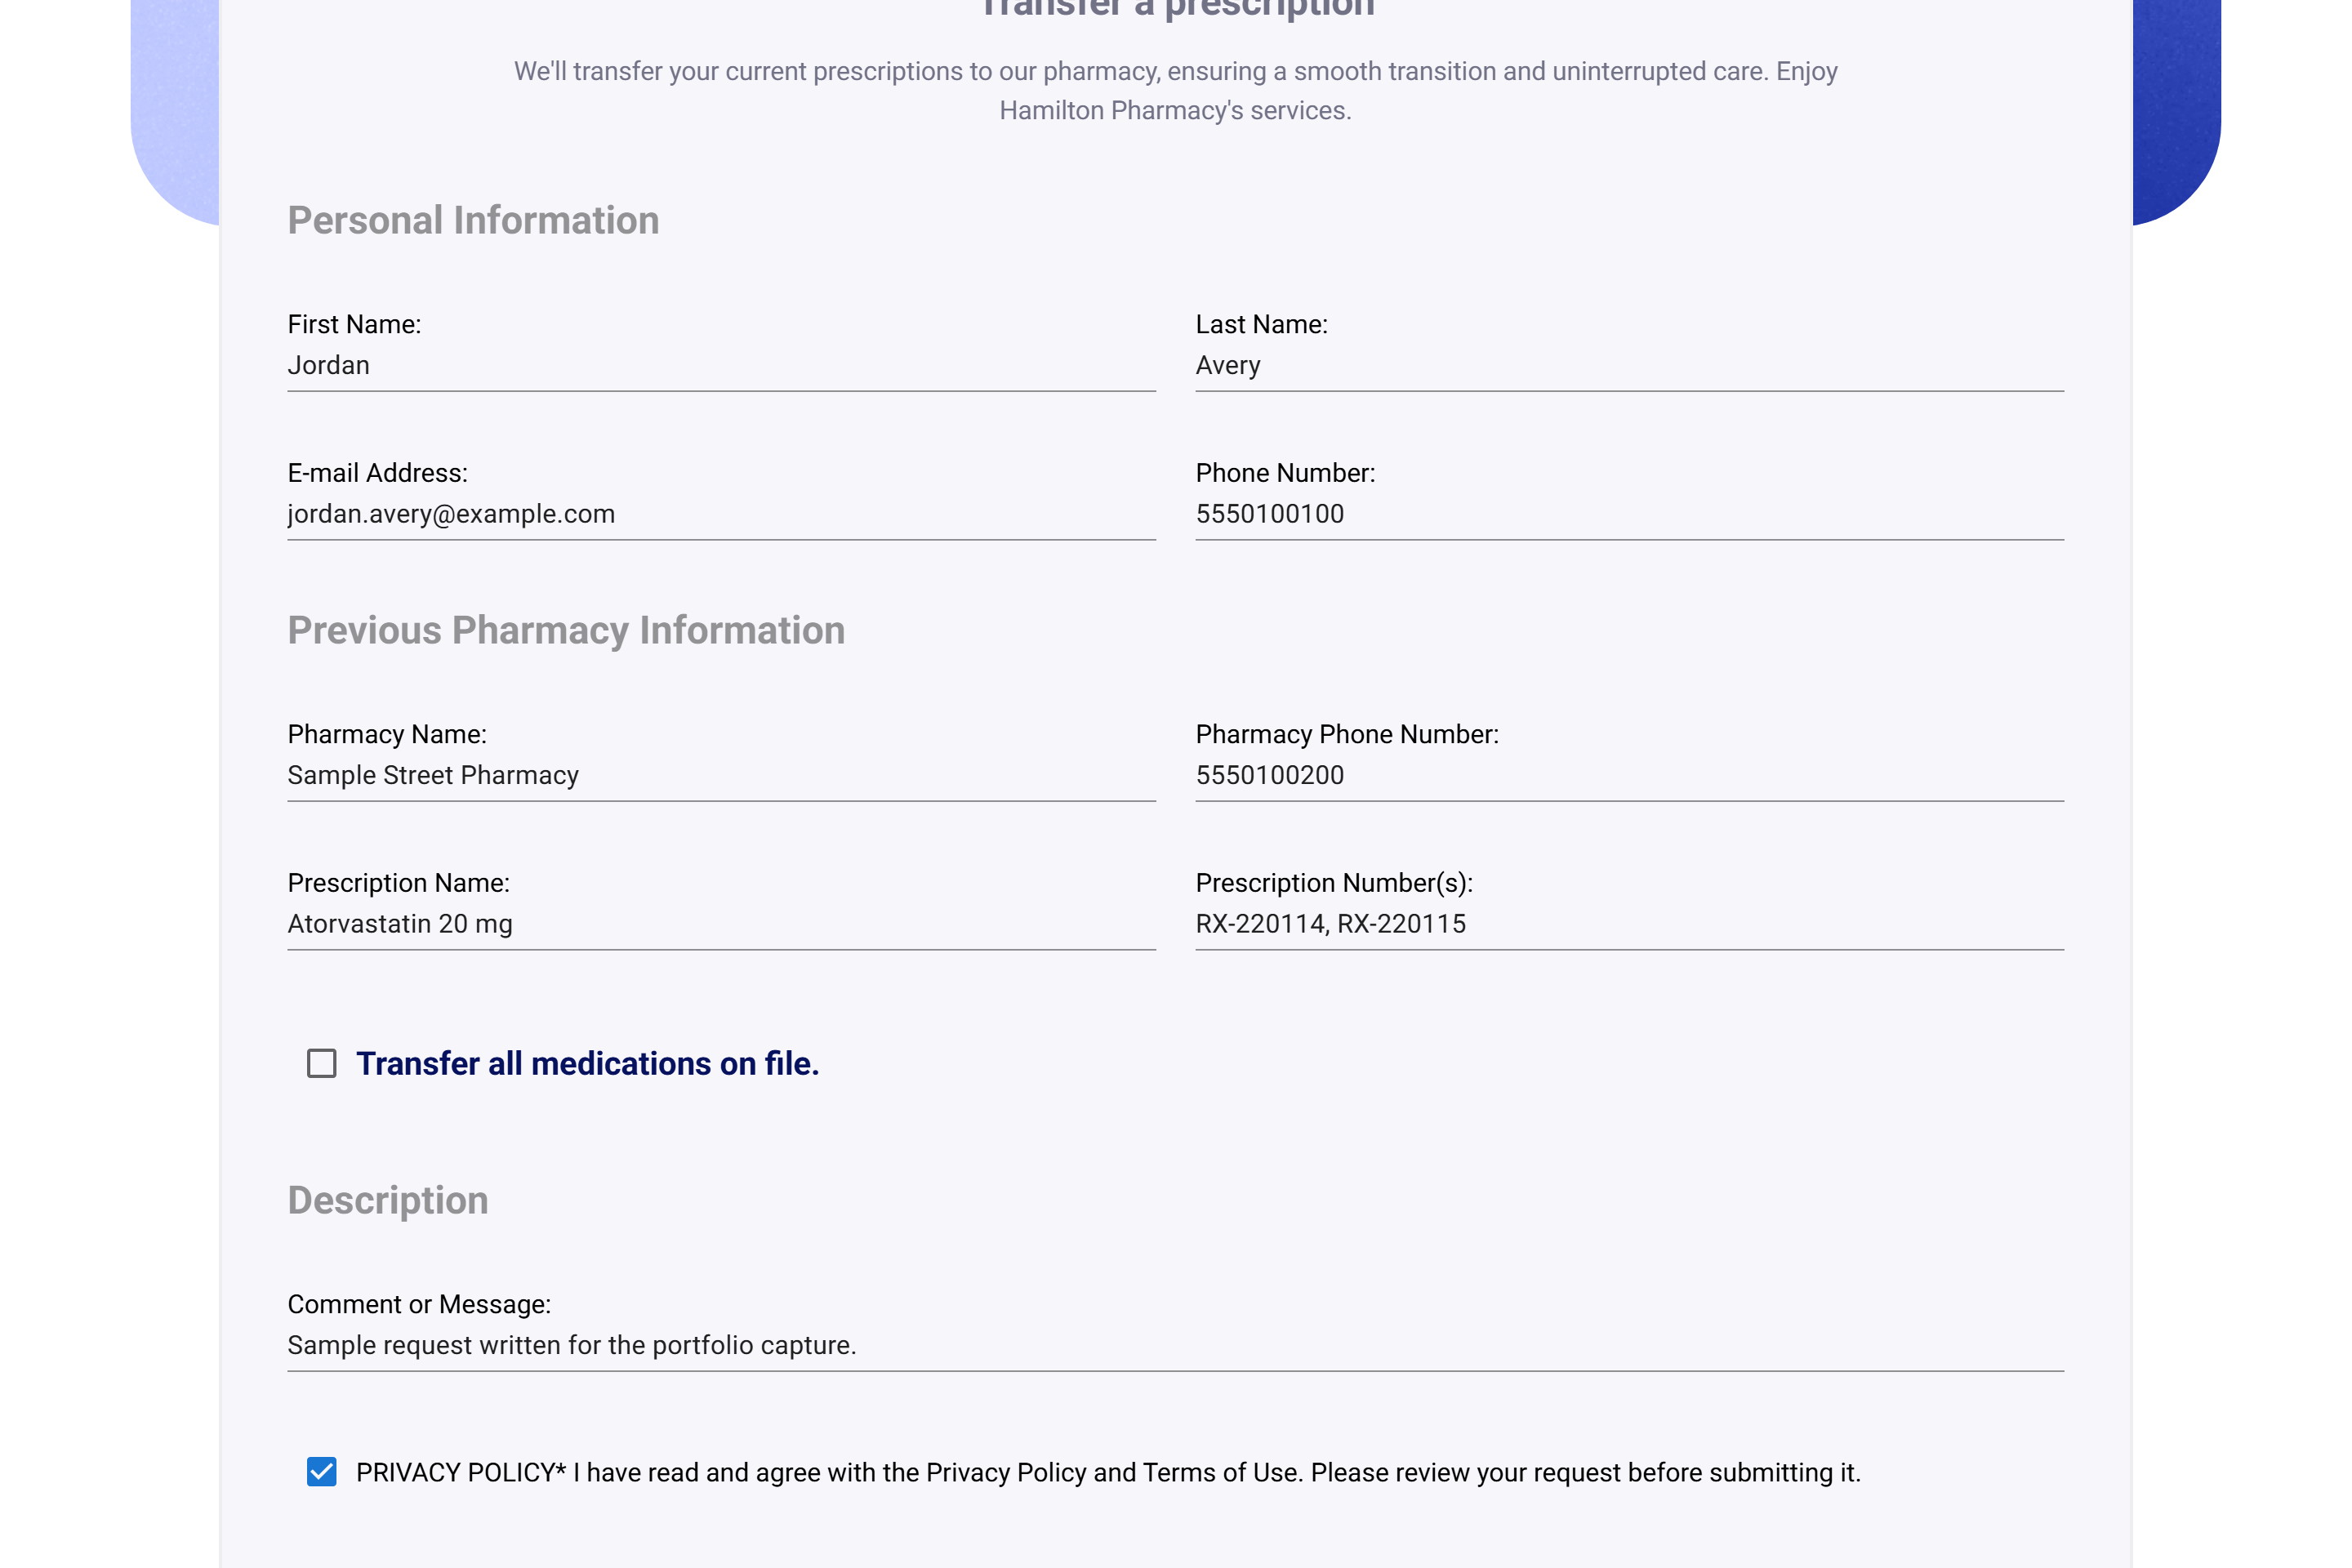 Transfer a prescription
We'll transfer your current prescriptions to our pharmacy, ensuring a smooth transition and uninterrupted care. Enjoy
Hamilton Pharmacy's services.
Personal Information
First Name:
Jordan
Last Name:
Avery
E-mail Address:
jordan.avery@example.com
Phone Number:
5550100100
Previous Pharmacy Information
Pharmacy Name:
Sample Street Pharmacy
Pharmacy Phone Number:
5550100200
Prescription Name:
Atorvastatin 20 mg
Prescription Number(s):
RX-220114, RX-220115
Transfer all medications on file.
Description
Comment or Message:
Sample request written for the portfolio capture.
PRIVACY POLICY* I have read and agree with the Privacy Policy and Terms of Use. Please review your request before submitting it.